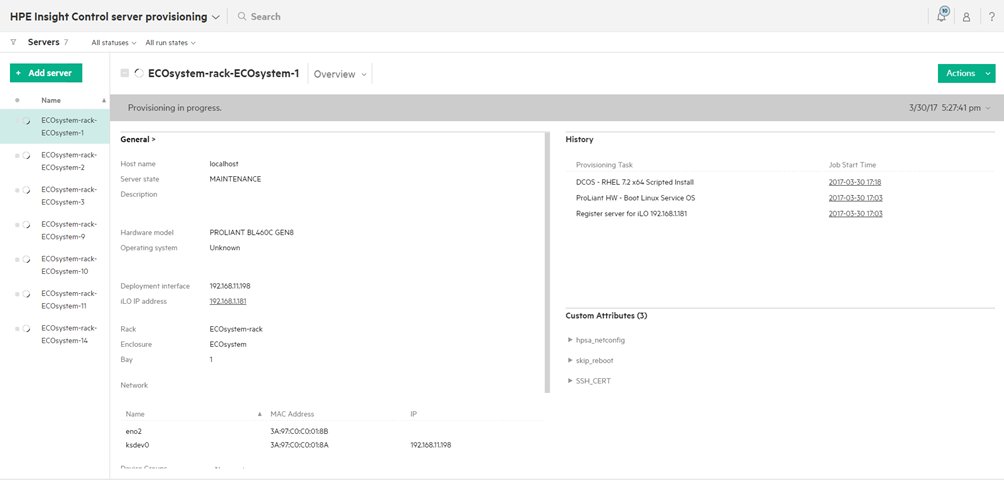 HPE Insight Control server provisioning
Search
10
?
Servers 7
All statuses
All run states
+ Add server
ECOsystem-rack-ECOsystem-1
Overview
Actions
Name
Provisioning in progress.
3/30/17 5:27:41 pm
ECOsystem-rack-
ECOsystem-1
ECOsystem-rack-
ECOsystem-2
ECOsystem-rack-
ECOsystem-3
ECOsystem-rack-
ECOsystem-9
ECOsystem-rack-
ECOsystem-10
ECOsystem-rack-
ECOsystem-11
ECOsystem-rack-
ECOsystem-14
General >
Host name localhost
Server state MAINTENANCE
Description
Hardware model PROLIANT BL460C GEN8
Operating system Unknown
Deployment interface 192.168.11.198
iLO IP address 192.168.1.181
Rack ECOsystem-rack
Enclosure ECOsystem
Bay 1
Network
Name MAC Address IP
eno2 3A:97:C0:C0:01:8B
ksdev0 3A:97:C0:C0:01:8A 192.168.11.198
Device Groups
History
Provisioning Task Job Start Time
DCOS - RHEL 7.2 x64 Scripted Install 2017-03-30 17:18
ProLiant HW - Boot Linux Service OS 2017-03-30 17:03
Register server for iLO 192.168.1.181 2017-03-30 17:03
Custom Attributes (3)
hpsa_netconfig
skip_reboot
SSH_CERT